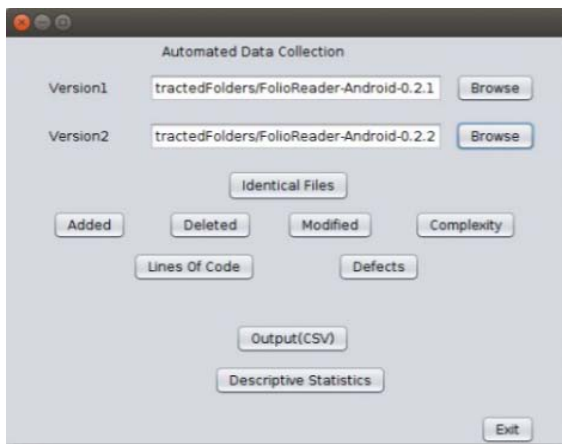 Automated Data Collection
Version1 tractedFolders/FolioReader-Android-0.2.1 Browse
Version2 tractedFolders/FolioReader-Android-0.2.2 Browse
Identical Files
Added Deleted Modified Complexity
Lines Of Code Defects
Output(CSV)
Descriptive Statistics
Exit